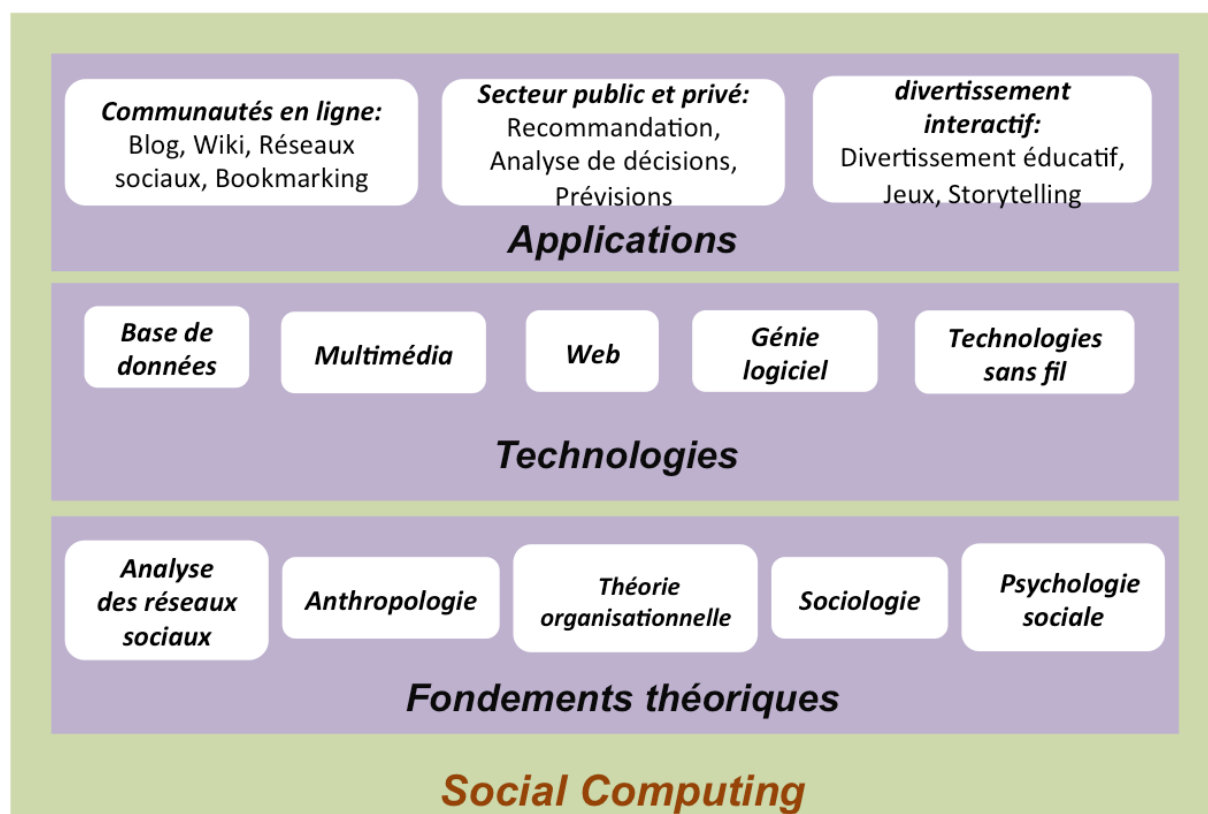 Communautés en ligne:
Blog, Wiki, Réseaux
sociaux, Bookmarking
Secteur public et privé:
Recommandation,
Analyse de décisions,
Prévisions
divertissement
interactif:
Divertissement éducatif,
Jeux, Storytelling
Applications
Base de
données
Multimédia
Web
Génie
logiciel
Technologies
sans fil
Technologies
Analyse
des réseaux
sociaux
Anthropologie
Théorie
organisationnelle
Sociologie
Psychologie
sociale
Fondements théoriques
Social Computing